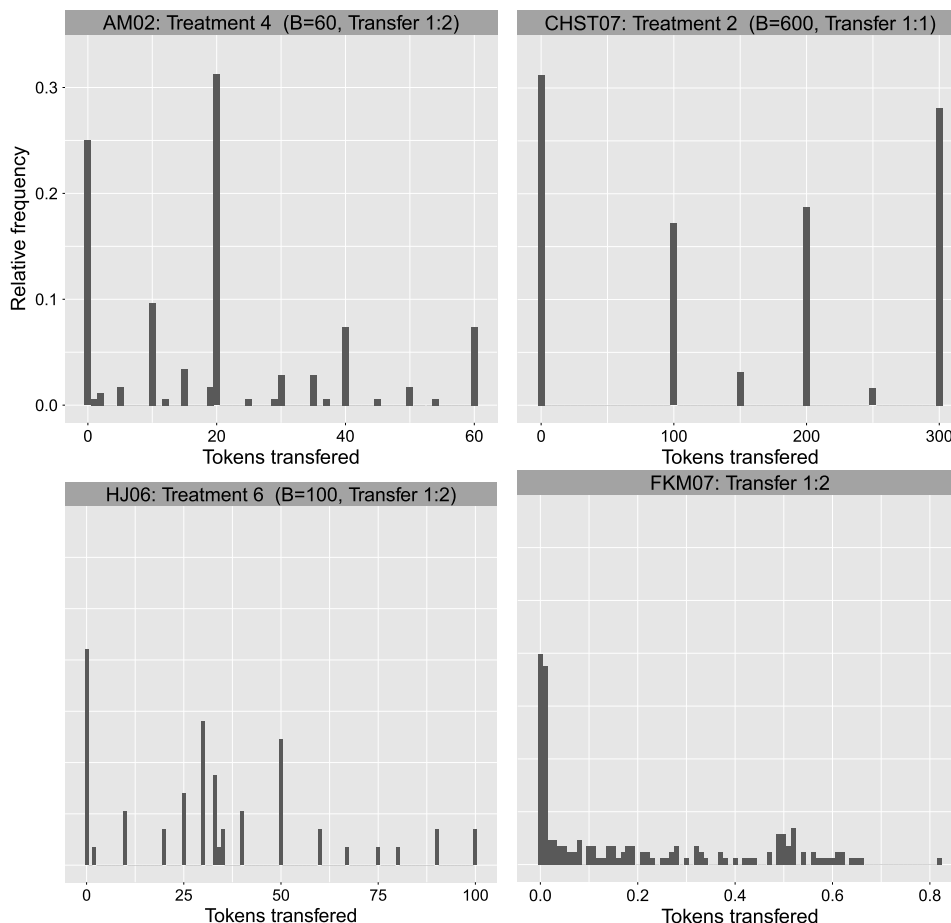 AM02: Treatment 4 (B=60, Transfer 1:2)
CHST07: Treatment 2 (B=600, Transfer 1:1)
Relative frequency
0.3
0.2
0.1
0.0
0 20 40 60
0 100 200 300
Tokens transfered
Tokens transfered
HJ06: Treatment 6 (B=100, Transfer 1:2)
FKM07: Transfer 1:2
0 25 50 75 100
0.0 0.2 0.4 0.6 0.8
Tokens transfered
Tokens transfered